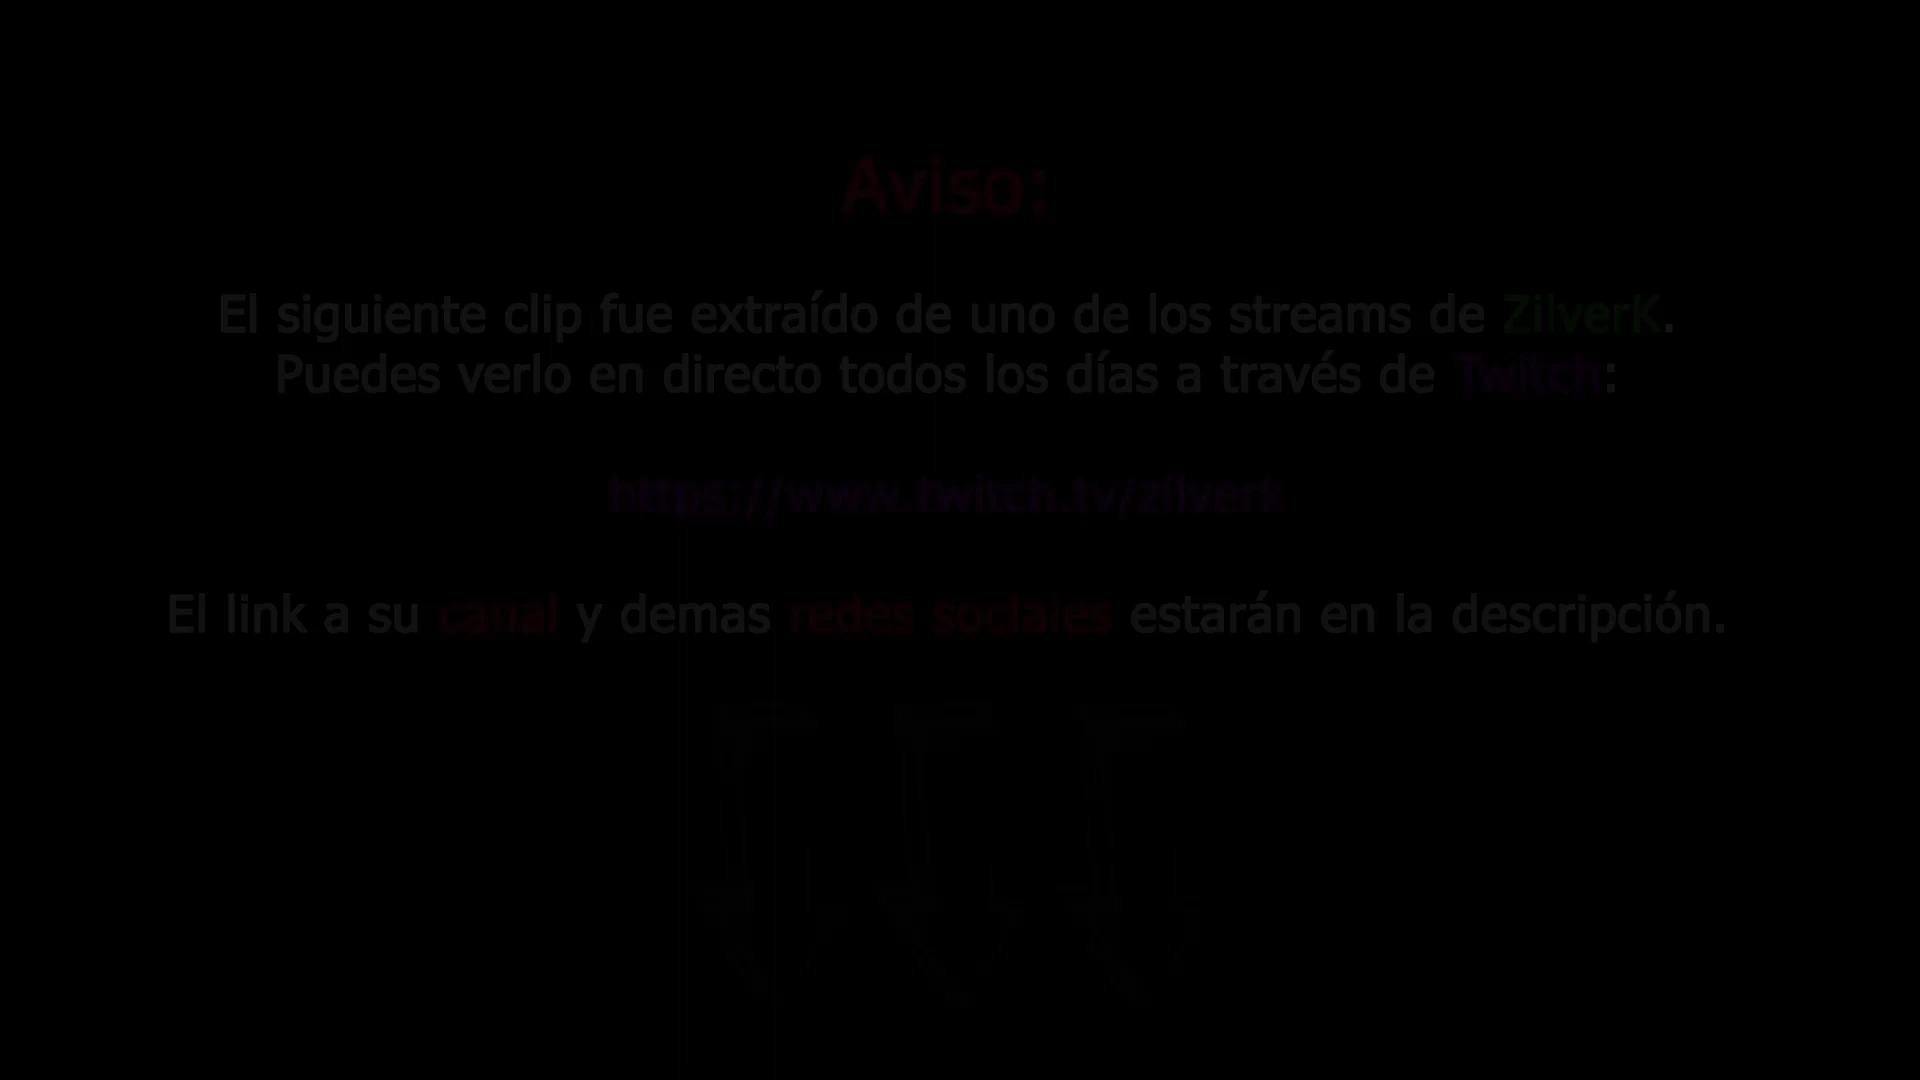 Aviso:
El siguiente clip fue extraído de uno de los streams de ZilverK.
Puedes verlo en directo todos los días a través de Twitch:
https://www.twitch.tv/zilverk
El link a su canal y demas redes sociales estarán en la descripción.